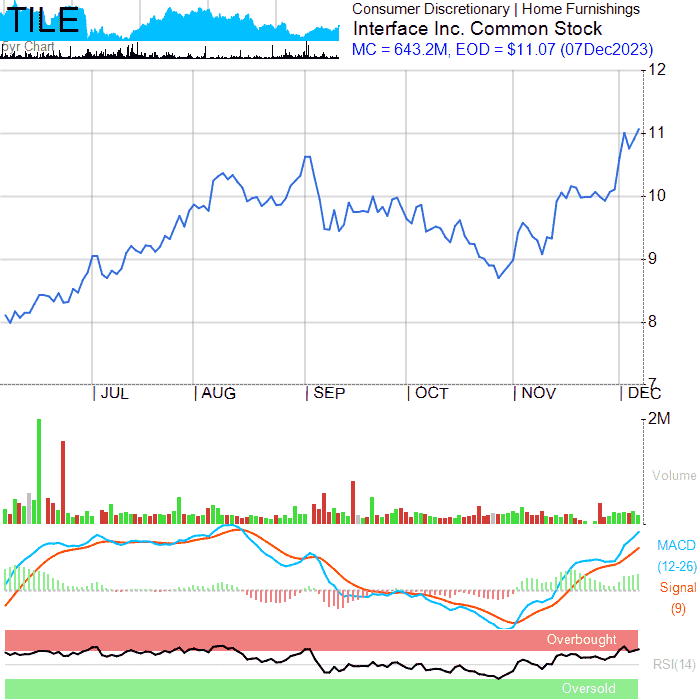 TILE
5yr Chart
Consumer Discretionary | Home Furnishings
Interface Inc. Common Stock
MC = 643.2M, EOD = $11.07 (07Dec2023)
12
11
10
9
8
7
JUL AUG SEP OCT NOV DEC
2M
Volume
MACD
(12-26)
Signal
(9)
Overbought
RSI(14)
Oversold